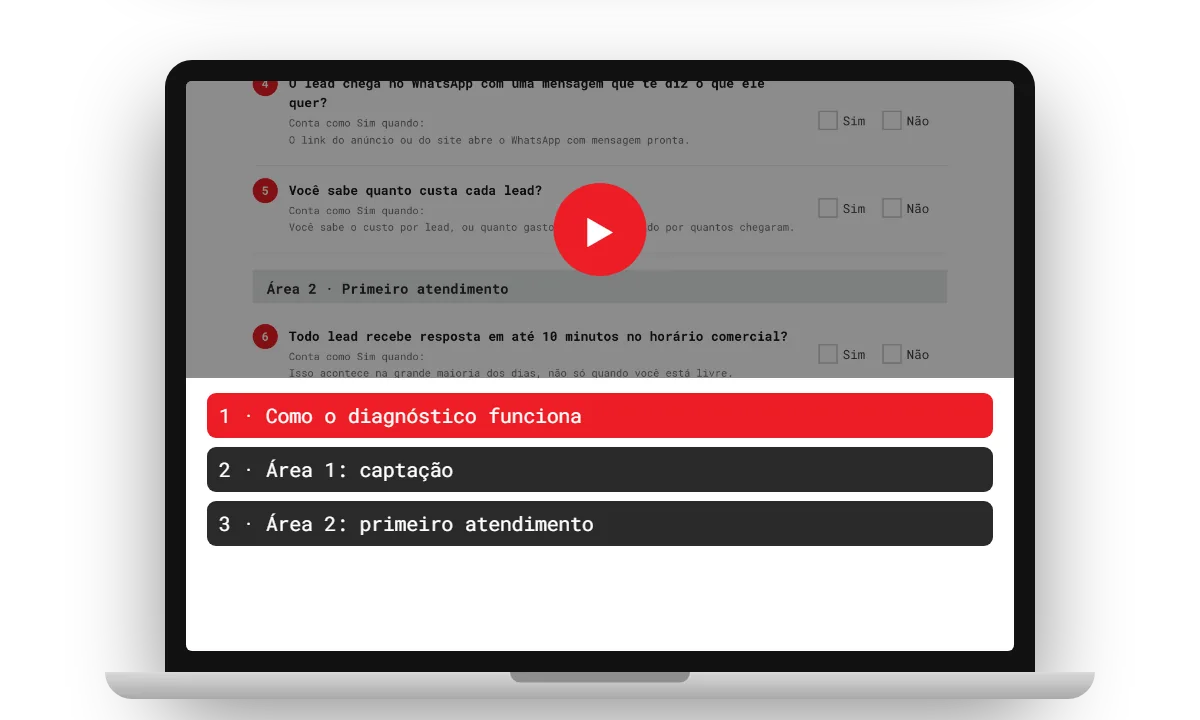 4 O lead chega no WhatsApp com uma mensagem que te diz o que ele
quer?
Conta como Sim quando:
O link do anúncio ou do site abre o WhatsApp com mensagem pronta.
Sim Não
5 Você sabe quanto custa cada lead?
Conta como Sim quando:
Você sabe o custo por lead, ou quanto gasto do por quantos chegaram.
Sim Não
Área 2 · Primeiro atendimento
6 Todo lead recebe resposta em até 10 minutos no horário comercial?
Conta como Sim quando:
Isso acontece na grande maioria dos dias, não só quando você está livre.
Sim Não
1 · Como o diagnóstico funciona
2 · Área 1: captação
3 · Área 2: primeiro atendimento